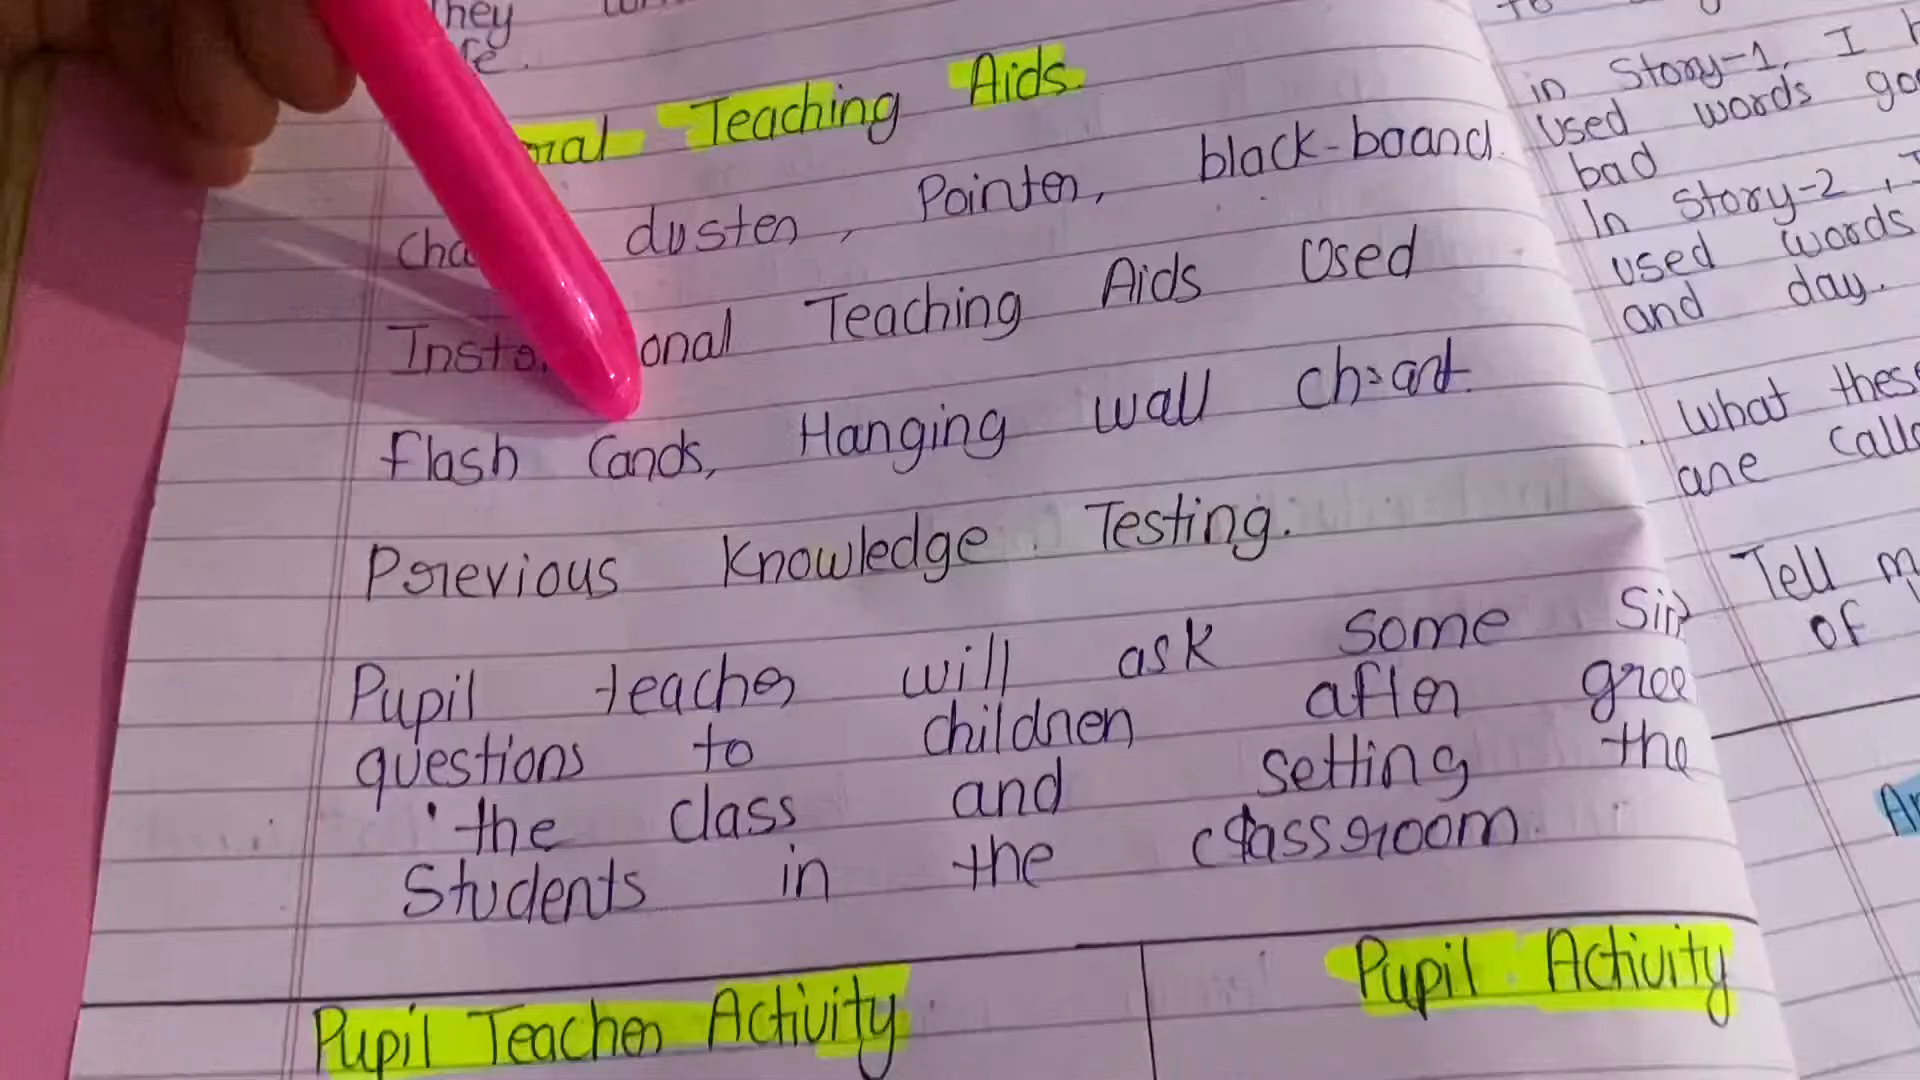 they
Teaching Aids.
duster, Pointer, black-board.
Teaching Aids Used
Flash Cards, Hanging wall chart.
Previous Knowledge Testing.
Pupil teacher will ask some
questions to children after
the class and setting the
Students in the classroom.
Pupil Teacher Activity
Pupil Activity
in Story-1, I
used words
bad
In Story-2,
used words
and day.
What these
are
Tell
of